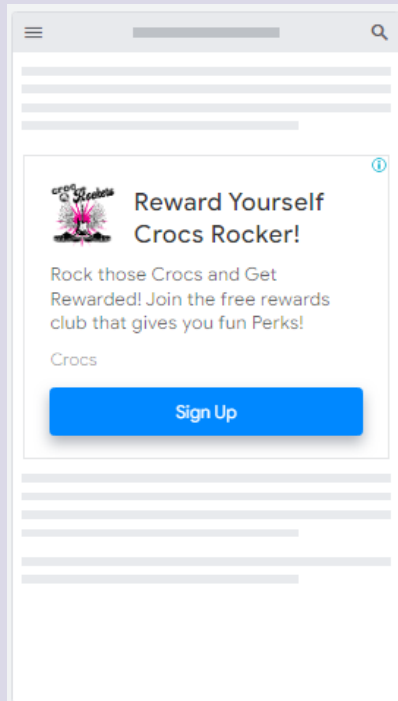 croc
Rockers
Reward Yourself
Crocs Rocker!
Rock those Crocs and Get
Rewarded! Join the free rewards
club that gives you fun Perks!
Crocs
Sign Up